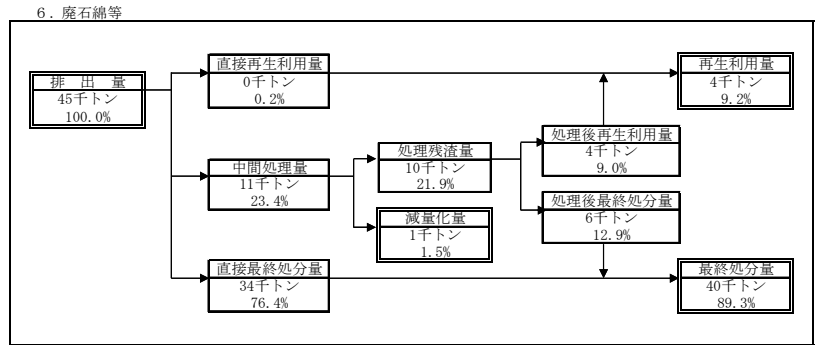 6．廃石綿等
排 出 量
45千トン
100.0%
直接再生利用量
0千トン
0.2%
中間処理量
11千トン
23.4%
直接最終処分量
34千トン
76.4%
処理残渣量
10千トン
21.9%
減量化量
1千トン
1.5%
処理後再生利用量
4千トン
9.0%
処理後最終処分量
6千トン
12.9%
再生利用量
4千トン
9.2%
最終処分量
40千トン
89.3%